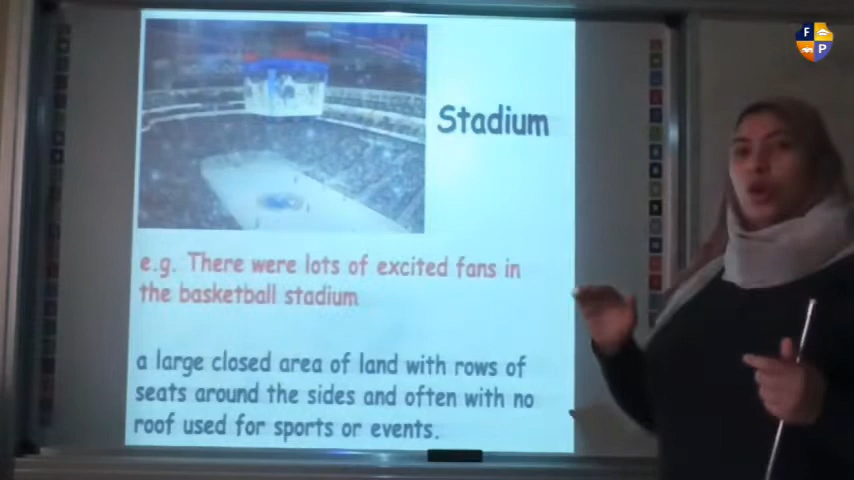 F
P
Stadium
e.g. There were lots of excited fans in
the basketball stadium
a large closed area of land with rows of
seats around the sides and often with no
roof used for sports or events.